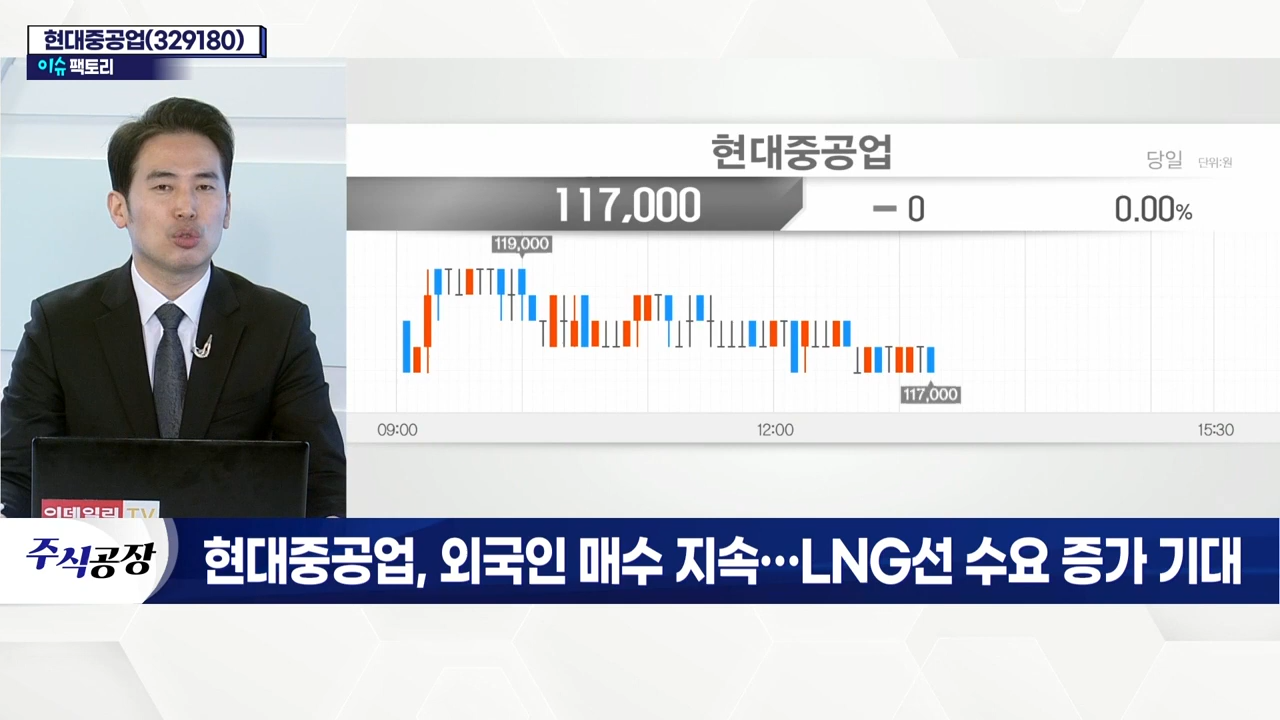 현대중공업(329180)
이슈 팩토리
현대중공업
당일 단위:원
117,000 0 0.00%
119,000
117,000
09:00 12:00 15:30
이데일리 TV
주식공장
현대중공업, 외국인 매수 지속…LNG선 수요 증가 기대